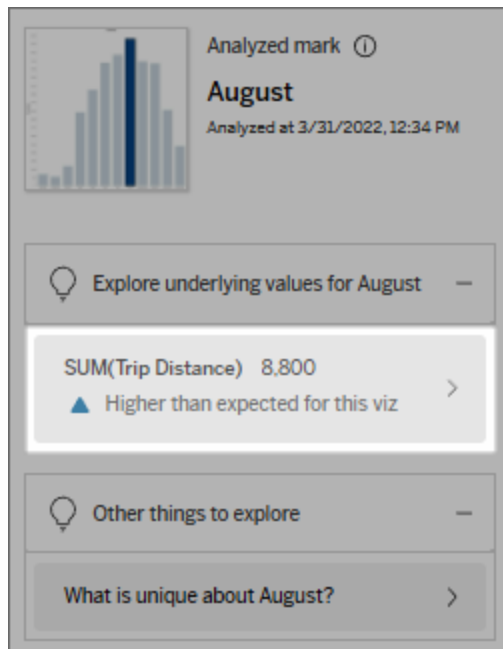 Analyzed mark
August
Analyzed at 3/31/2022, 12:34 PM
Explore underlying values for August
SUM(Trip Distance) 8,800
Higher than expected for this viz
Other things to explore
What is unique about August?